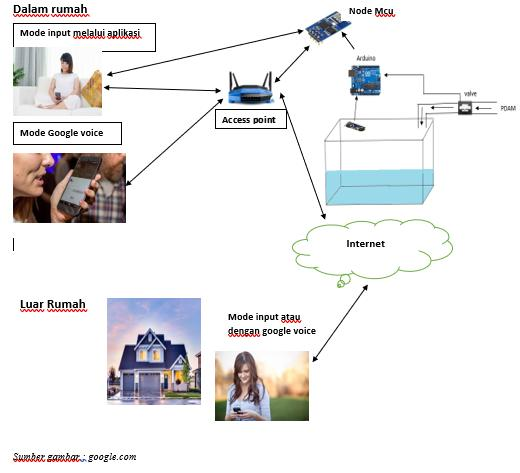 Dalam rumah
Mode input melalui aplikasi
Node Mcu
Arduino
valve
PDAM
Access point
Mode Google voice
Internet
Luar Rumah
Mode input atau
dengan google voice
Sumber gambar : google.com